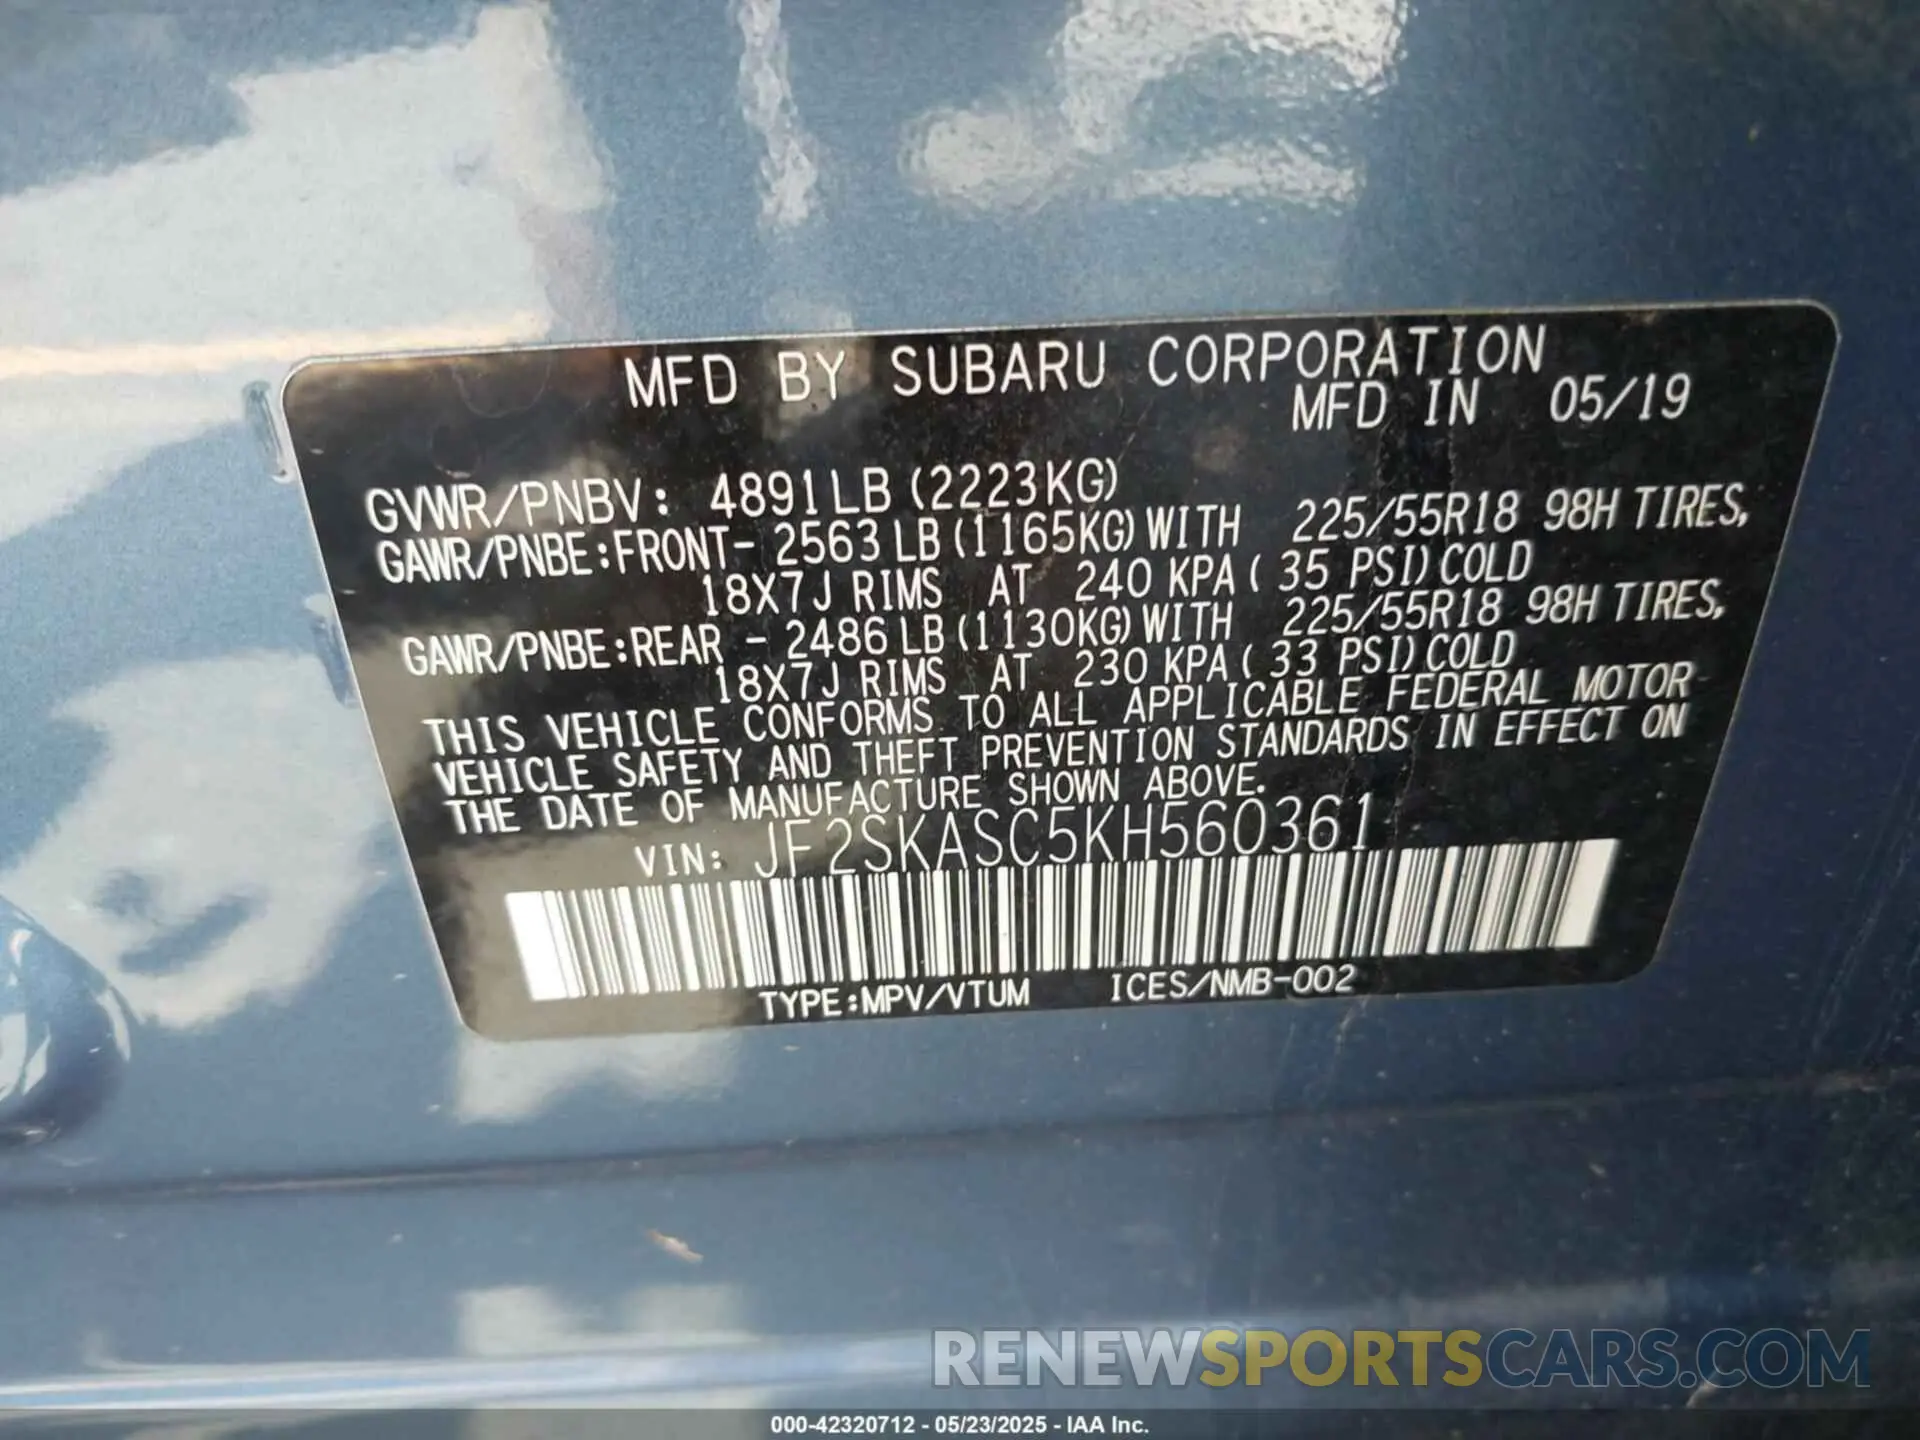 MFD BY SUBARU CORPORATION
MFD IN 05/19
GVWR/PNBV: 4891LB (2223KG)
GAWR/PNBE:FRONT- 2563 LB (1165KG) WITH 225/55R18 98H TIRES,
18X7J RIMS AT 240 KPA ( 35 PSI) COLD
GAWR/PNBE:REAR - 2486 LB (1130KG) WITH 225/55R18 98H TIRES,
18X7J RIMS AT 230 KPA ( 33 PSI) COLD
THIS VEHICLE CONFORMS TO ALL APPLICABLE FEDERAL MOTOR
VEHICLE SAFETY AND THEFT PREVENTION STANDARDS IN EFFECT ON
THE DATE OF MANUFACTURE SHOWN ABOVE.
VIN: JF2SKASC5KH560361
TYPE:MPV/VTUM ICES/NMB-002
RENEWSPORTSCARS.COM
000-42320712 - 05/23/2025 - IAA Inc.